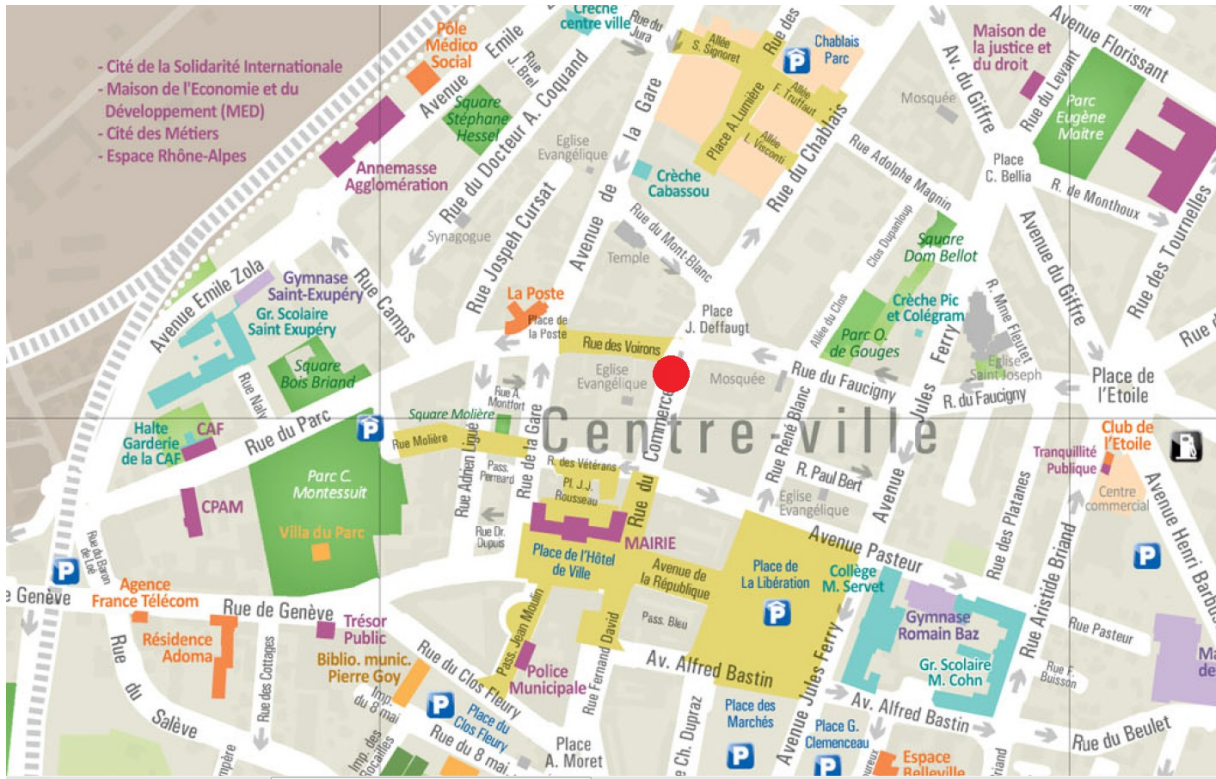 - Cité de la Solidarité Internationale
- Maison de l'Economie et du
Développement (MED)
- Cité des Métiers
- Espace Rhône-Alpes
Pôle
Médico
Social
Avenue Emile
Rue
J. Brel
Crèche
centre ville
Rue du
Jura
Allée
S. Signoret
Rue des
Chablais
Parc
Allée
F. Truffaut
Place A. Lumière
Allée
L. Visconti
Av. du Giffre
Maison de
la justice et
du droit
Avenue Florissant
Rue du Levant
Parc
Eugène
Maitre
Mosquée
Square
Stéphane
Hessel
Rue du Docteur A. Coquand
Avenue de la Gare
Eglise
Evangélique
Crèche
Cabassou
Rue du Chablais
Rue Adolphe Magnin
Place
C. Bellia
R. de Monthoux
Rue des Tournelles
Annemasse
Agglomération
Synagogue
Rue Joseph Cursat
Rue du Mont-Blanc
Temple
Clos Dupanloup
Square
Dom Bellot
Avenue du Giffre
Avenue Emile Zola
Gymnase
Saint-Exupéry
Gr. Scolaire
Saint Exupéry
Rue Camps
La Poste
Place de
la Poste
Place
J. Deffaugt
Allée du Clos
Crèche Pic
et Colégram
R. Mme Fleutet
Rue d
Square
Bois Briand
Rue Naly
Rue des Voirons
Eglise
Evangélique
Mosquée
Parc O.
de Gouges
Rue du Faucigny
Eglise
Saint Joseph
R. du Faucigny
Place de
l'Etoile
Rue A.
Montfort
Halte
Garderie
de la CAF
CAF
Rue du Parc
Square Molière
Rue Molière
Centre-ville
Rue du Commerce
Rue René Blanc
Avenue Jules Ferry
Tranquillité
Publique
Club de
l'Etoile
CPAM
Parc C.
Montessuit
Villa du Parc
Rue Adrien Ligué
Pass.
Perreard
Rue de la Gare
R. des Vétérans
Pl. J.J.
Rousseau
R. Paul Bert
Eglise
Evangélique
Rue des Platanes
Centre
commercial
Rue Dr.
Dupuis
MAIRIE
Place de l'Hôtel
de Ville
Avenue de
la République
Place de
La Libération
Avenue Pasteur
Rue Aristide Briand
Avenue Henri Barbu
Rue du Baron
de Loë
e Genève
Agence
France Télécom
Rue de Genève
Trésor
Public
Collège
M. Servet
Gymnase
Romain Baz
Rue Pasteur
Résidence
Adoma
Rue des Cottages
Biblio. munic.
Pierre Goy
Pass. Jean Moulin
Police
Municipale
Rue Fernand David
Pass. Bleu
Av. Alfred Bastin
Gr. Scolaire
M. Cohn
Rue F.
Buisson
Ma
de
Rue du Salève
Imp.
du 8 mai
Rue du Clos Fleury
Place du
Clos Fleury
Rue du 8 mai
Imp. des
Place
A. Moret
e Ch. Dupraz
Place des
Marchés
Avenue Jules Ferry
Place G.
Clemenceau
Av. Alfred Bastin
Rue du Beulet
Espace
Belleville
Briand
P
P
P
P
P
P
P
P